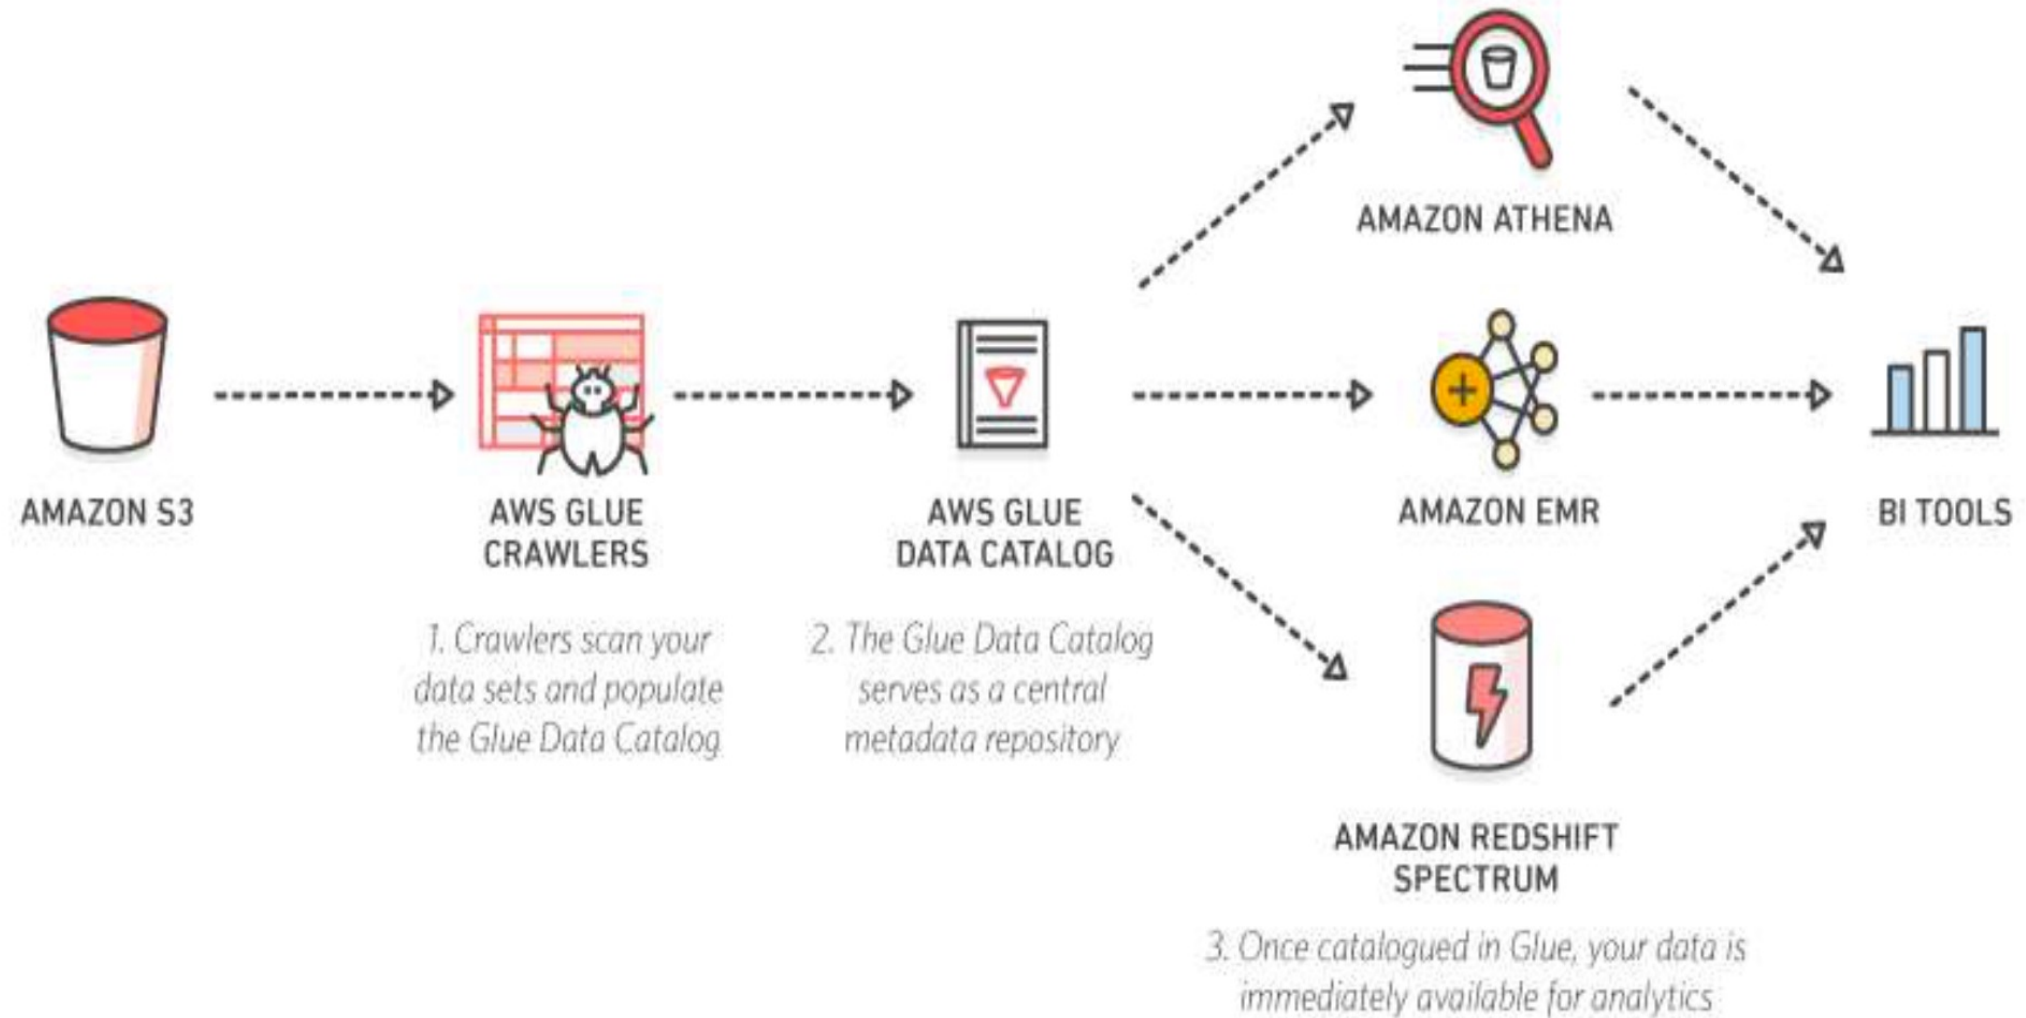 AMAZON ATHENA
AMAZON S3
AWS GLUE
CRAWLERS
1. Crawlers scan your
data sets and populate
the Glue Data Catalog
AWS GLUE
DATA CATALOG
2. The Glue Data Catalog
serves as a central
metadata repository
AMAZON EMR
BI TOOLS
AMAZON REDSHIFT
SPECTRUM
3. Once catalogued in Glue, your data is
immediately available for analytics